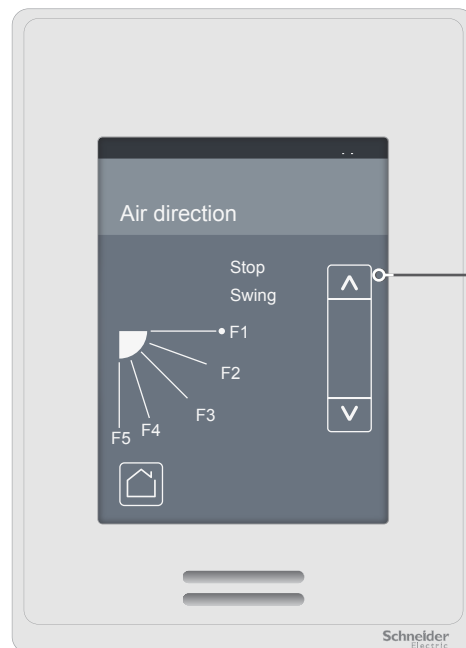 Air direction
Stop
Swing
F1
F2
F3
F4
F5
Schneider
Electric